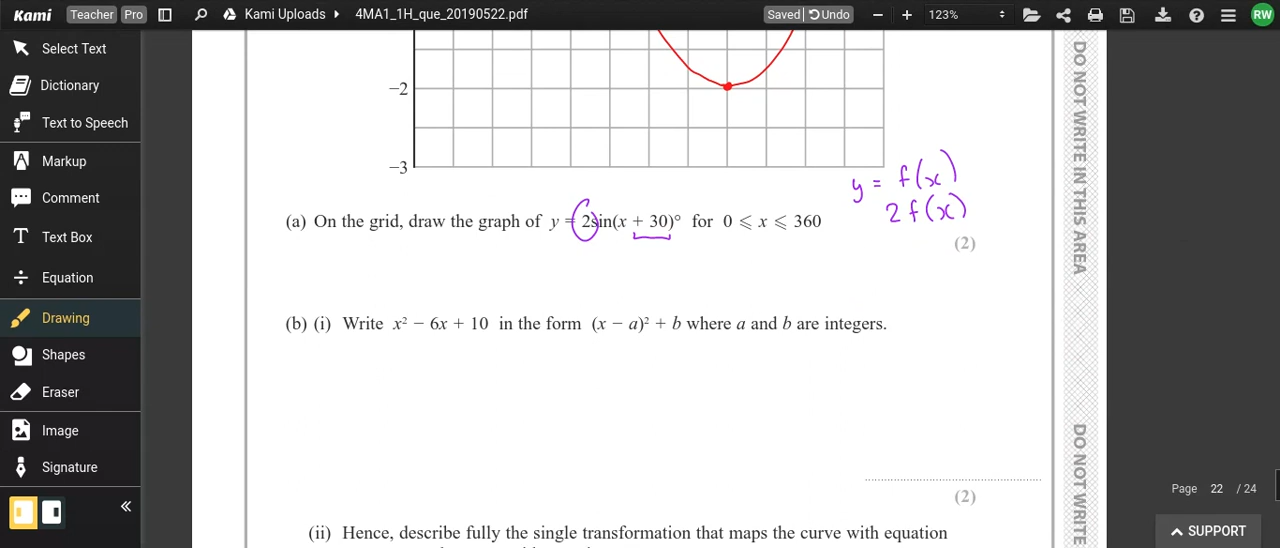 Kami Teacher Pro Kami Uploads 4MA1_1H_que_20190522.pdf Saved Undo 123% RW
Select Text
Dictionary
Text to Speech
Markup
Comment
Text Box
Equation
Drawing
Shapes
Eraser
Image
Signature
−2
−3
y = f(x)
2f(x)
(a) On the grid, draw the graph of y = 2sin(x + 30)° for 0 ⩽ x ⩽ 360
(2)
(b) (i) Write x² − 6x + 10 in the form (x − a)² + b where a and b are integers.
(2)
(ii) Hence, describe fully the single transformation that maps the curve with equation
DO NOT WRITE IN THIS AREA
DO NOT WRITE
Page 22 / 24
SUPPORT